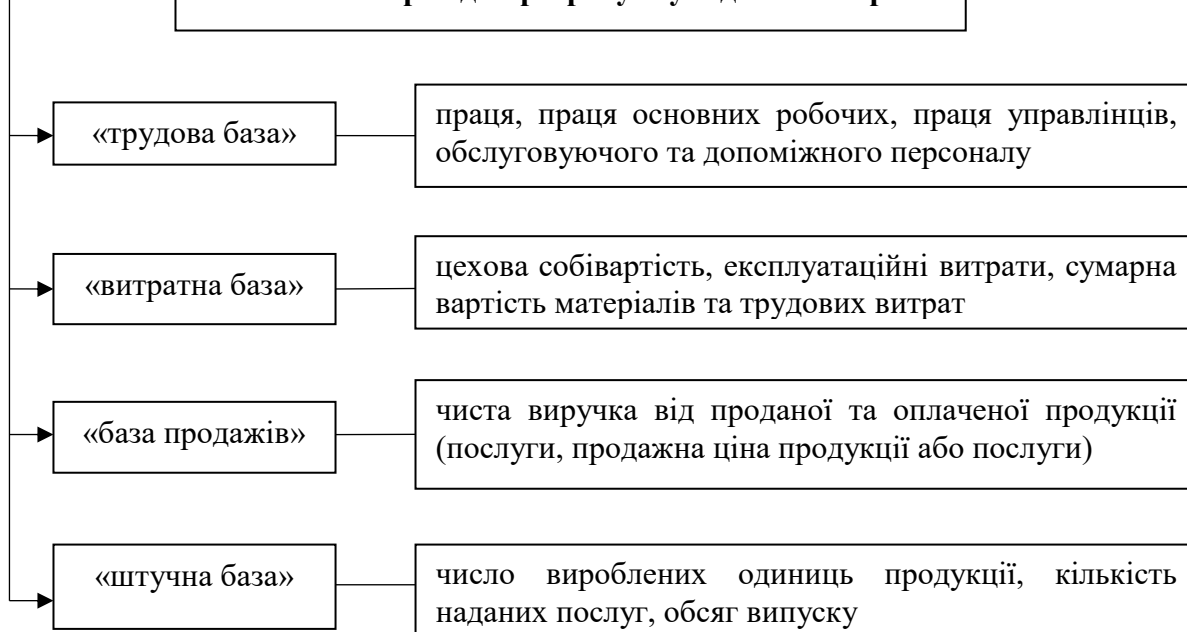 «трудова база»
праця, праця основних робочих, праця управлінців,
обслуговуючого та допоміжного персоналу
«витратна база»
цехова собівартість, експлуатаційні витрати, сумарна
вартість матеріалів та трудових витрат
«база продажів»
чиста виручка від проданої та оплаченої продукції
(послуги, продажна ціна продукції або послуги)
«штучна база»
число вироблених одиниць продукції, кількість
наданих послуг, обсяг випуску